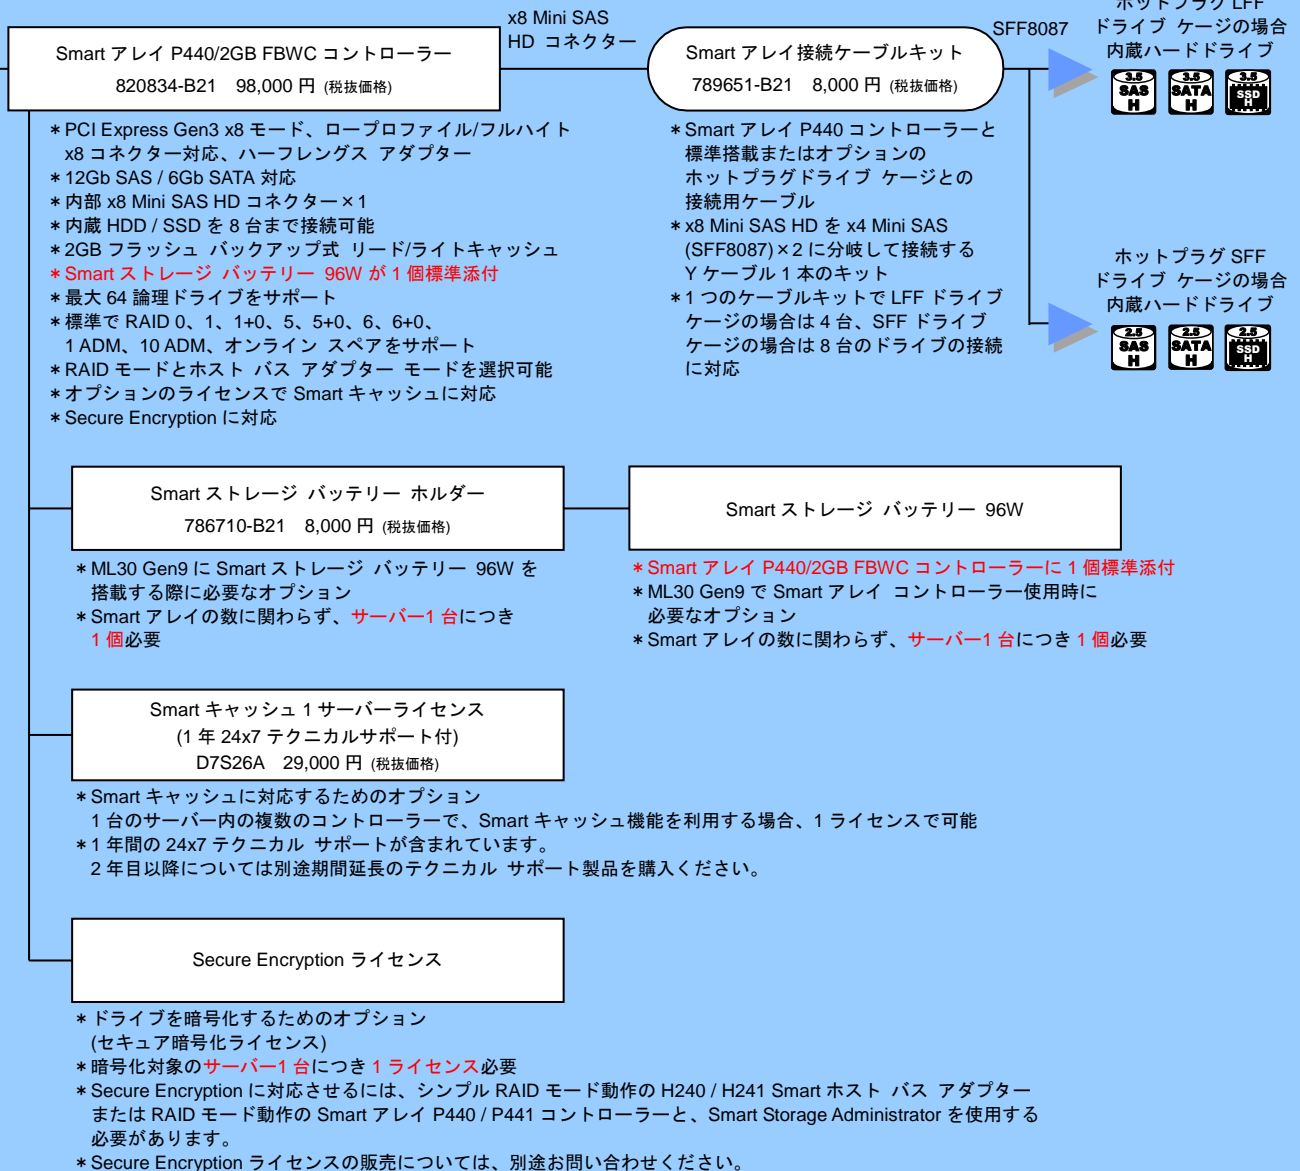 x8 Mini SAS
HD コネクター
SFF8087
ホットプラグ LFF
ドライブ ケージの場合
内蔵ハードドライブ
Smart アレイ P440/2GB FBWC コントローラー
820834-B21 98,000 円 (税抜価格)
Smart アレイ接続ケーブルキット
789651-B21 8,000 円 (税抜価格)
3.5 SAS H
3.5 SATA H
3.5 SSD H
*PCI Express Gen3 x8 モード、ロープロファイル/フルハイト
x8 コネクター対応、ハーフレングス アダプター
*12Gb SAS / 6Gb SATA 対応
*内部 x8 Mini SAS HD コネクター×1
*内蔵 HDD / SSD を 8 台まで接続可能
*2GB フラッシュ バックアップ式 リード/ライトキャッシュ
*Smart ストレージ バッテリー 96W が 1 個標準添付
*最大 64 論理ドライブをサポート
*標準で RAID 0、1、1+0、5、5+0、6、6+0、
1 ADM、10 ADM、オンライン スペアをサポート
*RAID モードとホスト バス アダプター モードを選択可能
*オプションのライセンスで Smart キャッシュに対応
*Secure Encryption に対応
*Smart アレイ P440 コントローラーと
標準搭載またはオプションの
ホットプラグドライブ ケージとの
接続用ケーブル
*x8 Mini SAS HD を x4 Mini SAS
(SFF8087)×2 に分岐して接続する
Y ケーブル 1 本のキット
*1 つのケーブルキットで LFF ドライブ
ケージの場合は 4 台、SFF ドライブ
ケージの場合は 8 台のドライブの接続
に対応
ホットプラグ SFF
ドライブ ケージの場合
内蔵ハードドライブ
2.5 SAS H
2.5 SATA H
2.5 SSD H
Smart ストレージ バッテリー ホルダー
786710-B21 8,000 円 (税抜価格)
Smart ストレージ バッテリー 96W
*ML30 Gen9 に Smart ストレージ バッテリー 96W を
搭載する際に必要なオプション
*Smart アレイの数に関わらず、サーバー1 台につき
1 個必要
*Smart アレイ P440/2GB FBWC コントローラーに 1 個標準添付
*ML30 Gen9 で Smart アレイ コントローラー使用時に
必要なオプション
*Smart アレイの数に関わらず、サーバー1 台につき 1 個必要
Smart キャッシュ 1 サーバーライセンス
(1 年 24x7 テクニカルサポート付)
D7S26A 29,000 円 (税抜価格)
*Smart キャッシュに対応するためのオプション
1 台のサーバー内の複数のコントローラーで、Smart キャッシュ機能を利用する場合、1 ライセンスで可能
*1 年間の 24x7 テクニカル サポートが含まれています。
2 年目以降については別途期間延長のテクニカル サポート製品を購入ください。
Secure Encryption ライセンス
*ドライブを暗号化するためのオプション
(セキュア暗号化ライセンス)
*暗号化対象のサーバー1 台につき 1 ライセンス必要
*Secure Encryption に対応させるには、シンプル RAID モード動作の H240 / H241 Smart ホスト バス アダプター
または RAID モード動作の Smart アレイ P440 / P441 コントローラーと、Smart Storage Administrator を使用する
必要があります。
*Secure Encryption ライセンスの販売については、別途お問い合わせください。